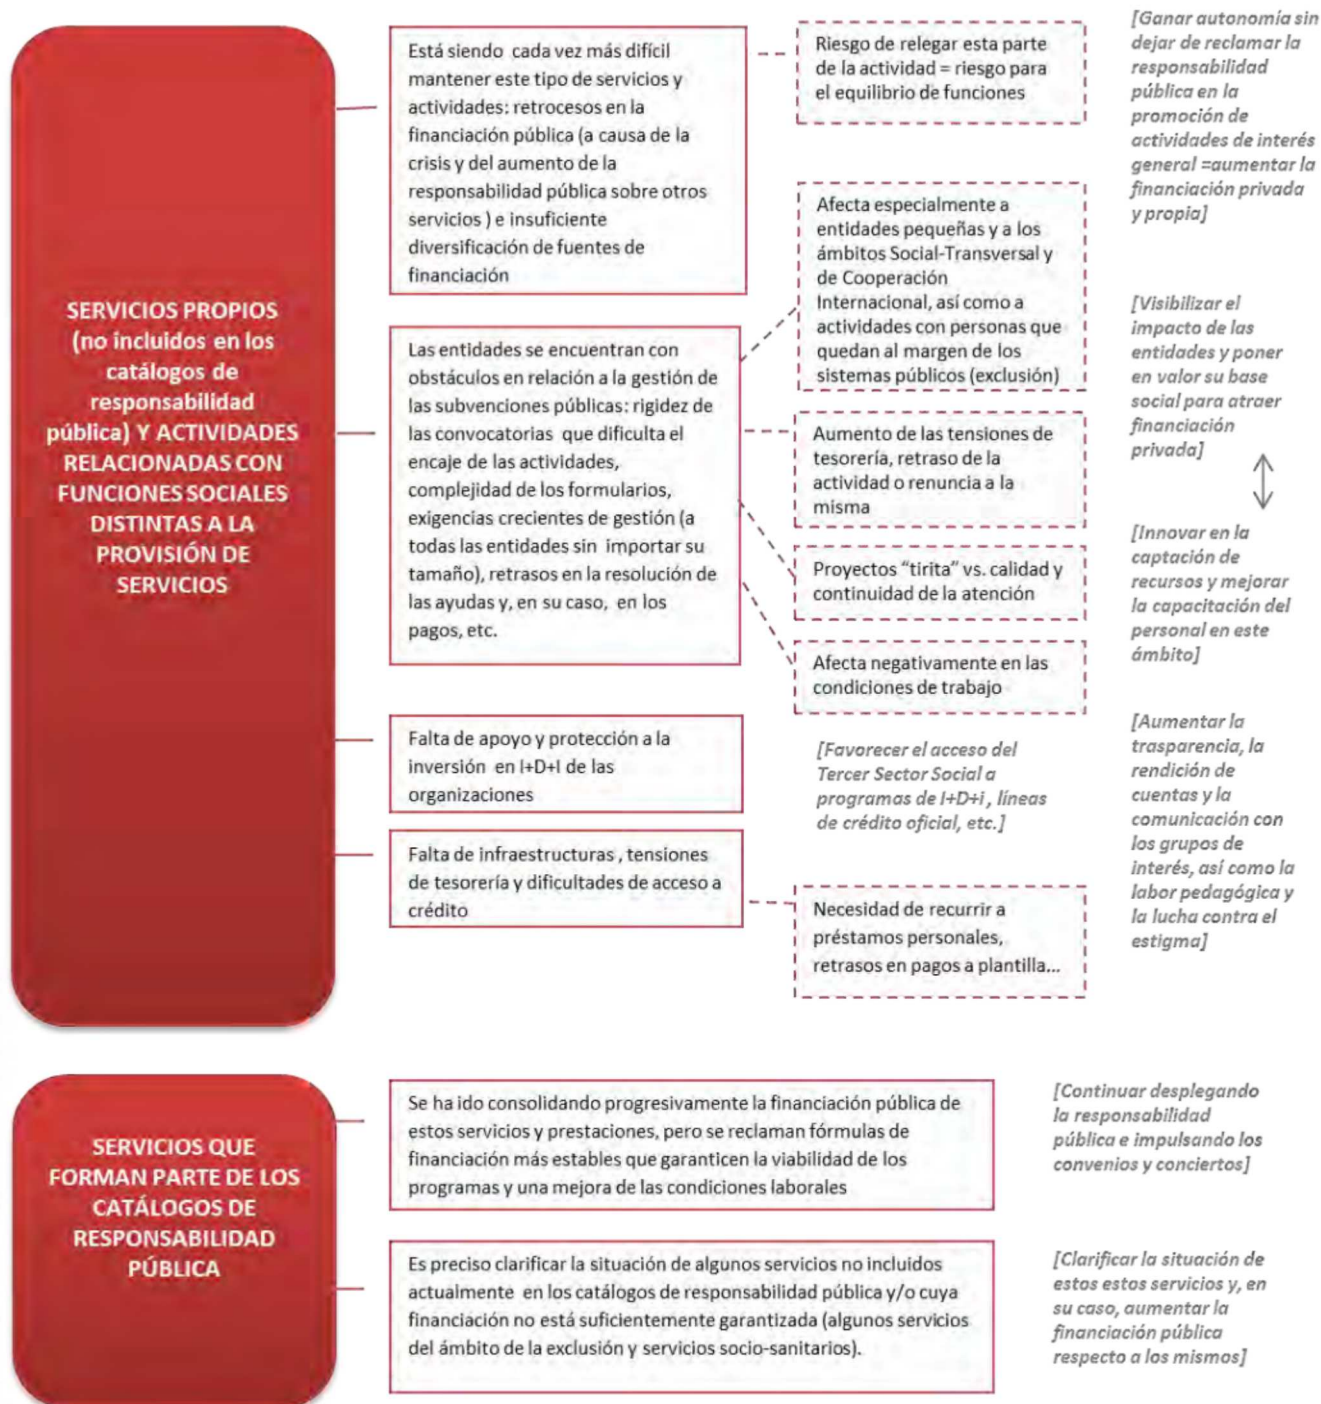 SERVICIOS PROPIOS
(no incluidos en los
catálogos de
responsabilidad
pública) Y ACTIVIDADES
RELACIONADAS CON
FUNCIONES SOCIALES
DISTINTAS A LA
PROVISIÓN DE
SERVICIOS
Está siendo cada vez más difícil
mantener este tipo de servicios y
actividades: retrocesos en la
financiación pública (a causa de la
crisis y del aumento de la
responsabilidad pública sobre otros
servicios ) e insuficiente
diversificación de fuentes de
financiación
Riesgo de relegar esta parte
de la actividad = riesgo para
el equilibrio de funciones
Las entidades se encuentran con
obstáculos en relación a la gestión de
las subvenciones públicas: rigidez de
las convocatorias que dificulta el
encaje de las actividades,
complejidad de los formularios,
exigencias crecientes de gestión (a
todas las entidades sin importar su
tamaño), retrasos en la resolución de
las ayudas y, en su caso, en los
pagos, etc.
Afecta especialmente a
entidades pequeñas y a los
ámbitos Social-Transversal y
de Cooperación
Internacional, así como a
actividades con personas que
quedan al margen de los
sistemas públicos (exclusión)
Aumento de las tensiones de
tesorería, retraso de la
actividad o renuncia a la
misma
Proyectos “tirita” vs. calidad y
continuidad de la atención
Afecta negativamente en las
condiciones de trabajo
Falta de apoyo y protección a la
inversión en I+D+I de las
organizaciones
[Favorecer el acceso del
Tercer Sector Social a
programas de I+D+i , líneas
de crédito oficial, etc.]
Falta de infraestructuras , tensiones
de tesorería y dificultades de acceso a
crédito
Necesidad de recurrir a
préstamos personales,
retrasos en pagos a plantilla...
[Ganar autonomía sin
dejar de reclamar la
responsabilidad
pública en la
promoción de
actividades de interés
general =aumentar la
financiación privada
y propia]
[Visibilizar el
impacto de las
entidades y poner
en valor su base
social para atraer
financiación
privada]
[Innovar en la
captación de
recursos y mejorar
la capacitación del
personal en este
ámbito]
[Aumentar la
trasparencia, la
rendición de
cuentas y la
comunicación con
los grupos de
interés, así como la
labor pedagógica y
la lucha contra el
estigma]
SERVICIOS QUE
FORMAN PARTE DE LOS
CATÁLOGOS DE
RESPONSABILIDAD
PÚBLICA
Se ha ido consolidando progresivamente la financiación pública de
estos servicios y prestaciones, pero se reclaman fórmulas de
financiación más estables que garanticen la viabilidad de los
programas y una mejora de las condiciones laborales
[Continuar desplegando
la responsabilidad
pública e impulsando los
convenios y conciertos]
Es preciso clarificar la situación de algunos servicios no incluidos
actualmente en los catálogos de responsabilidad pública y/o cuya
financiación no está suficientemente garantizada (algunos servicios
del ámbito de la exclusión y servicios socio-sanitarios).
[Clarificar la situación de
estos estos servicios y, en
su caso, aumentar la
financiación pública
respecto a los mismos]